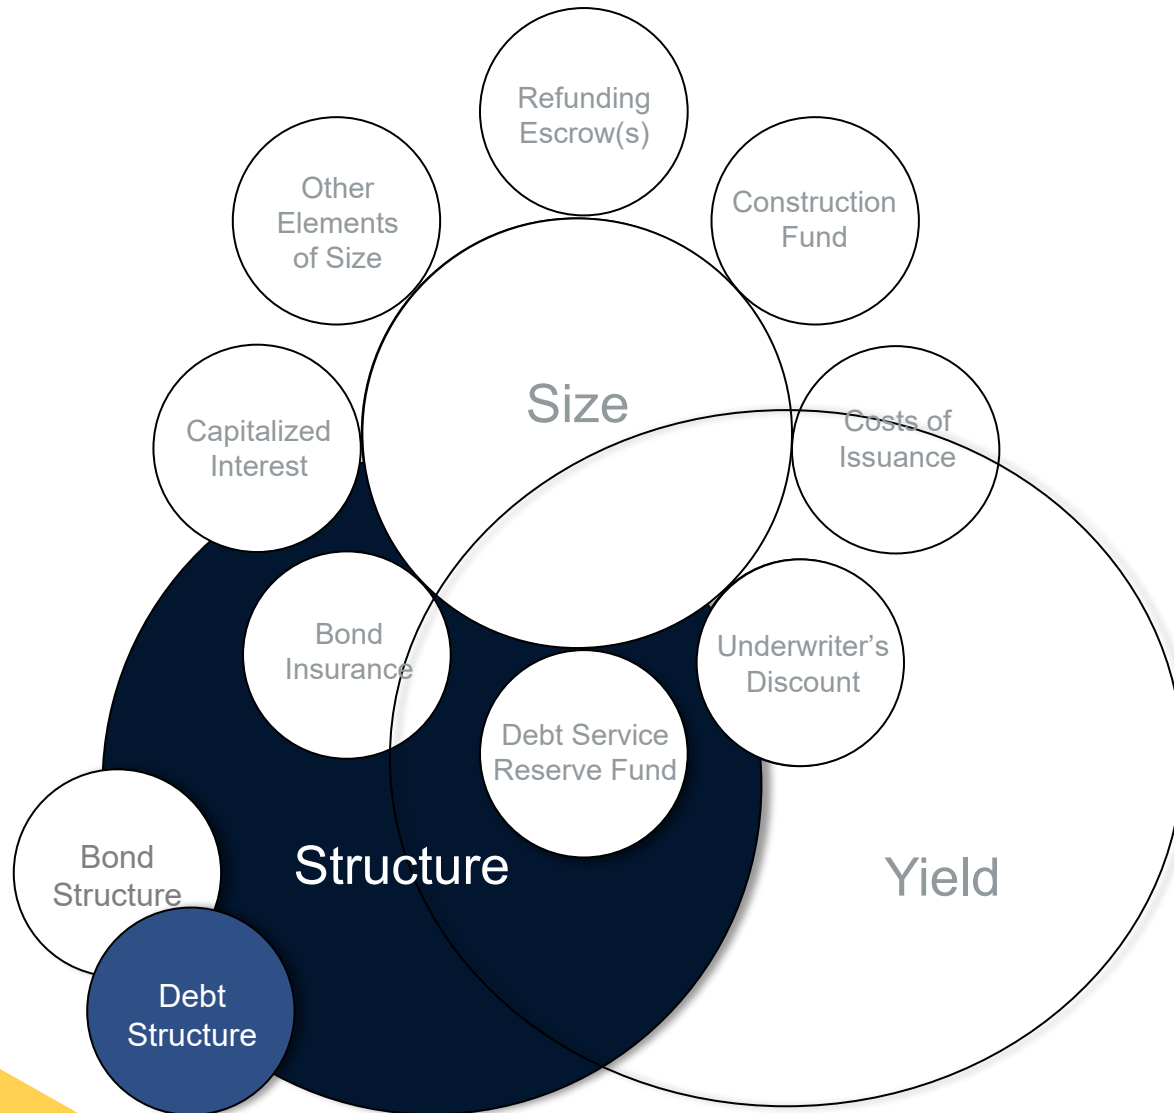 Refunding
Escrow(s)
Other
Elements
of Size
Construction
Fund
Size
Capitalized
Interest
Costs of
Issuance
Bond
Insurance
Underwriter’s
Discount
Debt Service
Reserve Fund
Bond
Structure
Structure
Yield
Debt
Structure